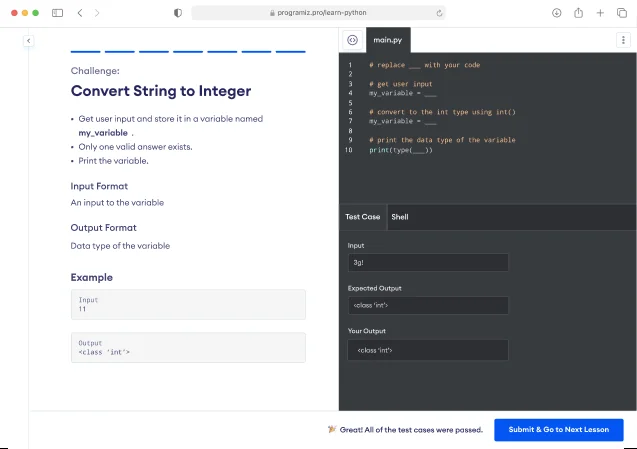 programiz.pro/learn-python
Challenge:
Convert String to Integer
• Get user input and store it in a variable named
my_variable .
• Only one valid answer exists.
• Print the variable.
Input Format
An input to the variable
Output Format
Data type of the variable
Example
Input
11
Output
<class 'int'>
main.py
1 # replace ___ with your code
2
3 # get user input
4 my_variable = ___
5
6 # convert to the int type using int()
7 my_variable = ___
8
9 # print the data type of the variable
10 print(type(___))
Test Case Shell
Input
3g!
Expected Output
<class 'int'>
Your Output
<class 'int'>
Great! All of the test cases were passed.
Submit & Go to Next Lesson